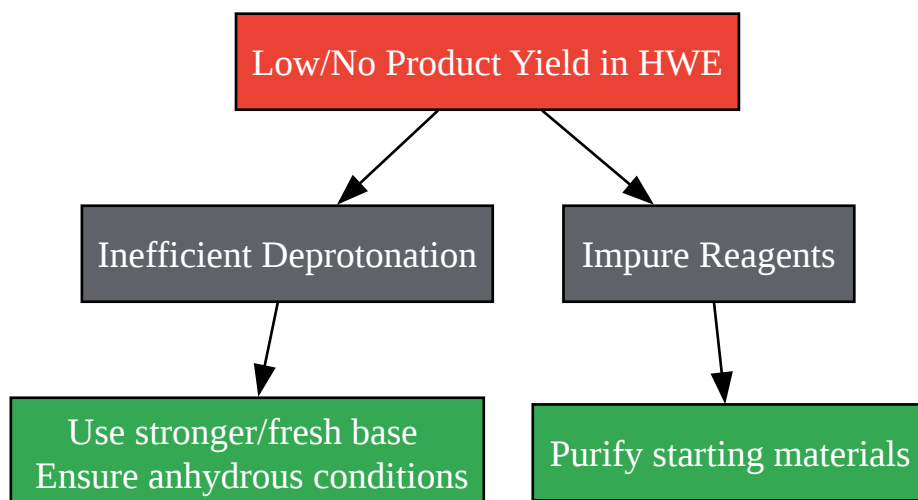 Low/No Product Yield in HWE
Inefficient Deprotonation
Impure Reagents
Use stronger/fresh base
Ensure anhydrous conditions
Purify starting materials